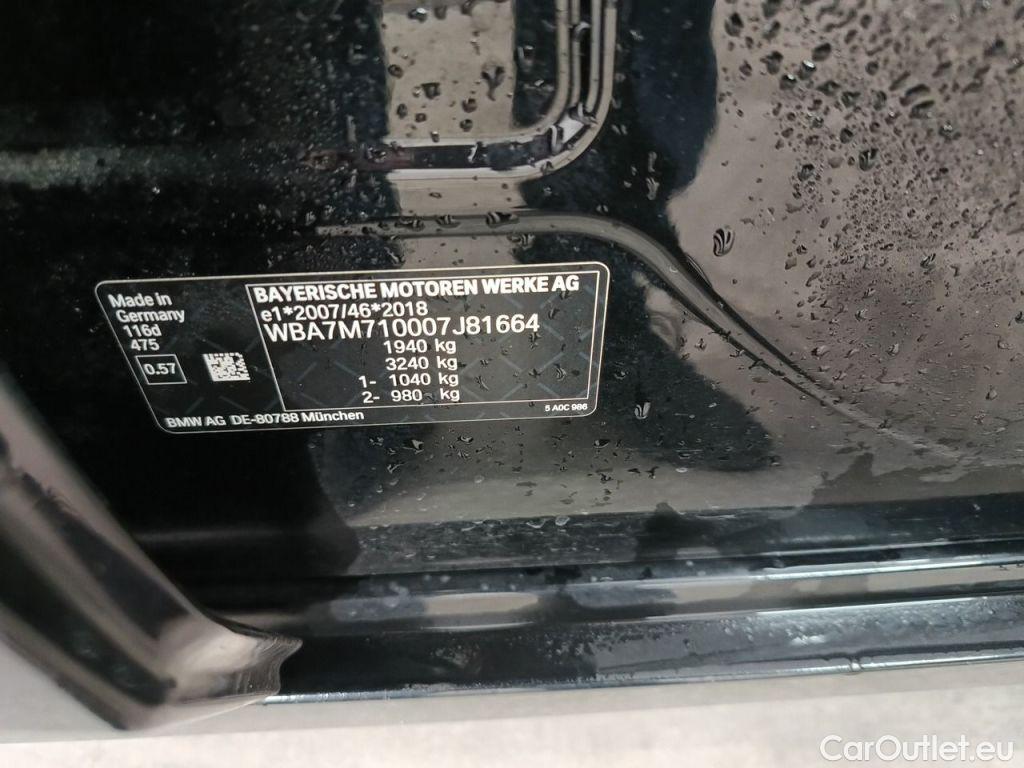 Made in
Germany
116d
475
0.57
BMW AG DE-80788 München
BAYERISCHE MOTOREN WERKE AG
e1*2007/46*2018
WBA7M710007J81664
1940 kg
3240 kg
1- 1040 kg
2- 980 kg
5 A0C 986
CarOutlet.eu